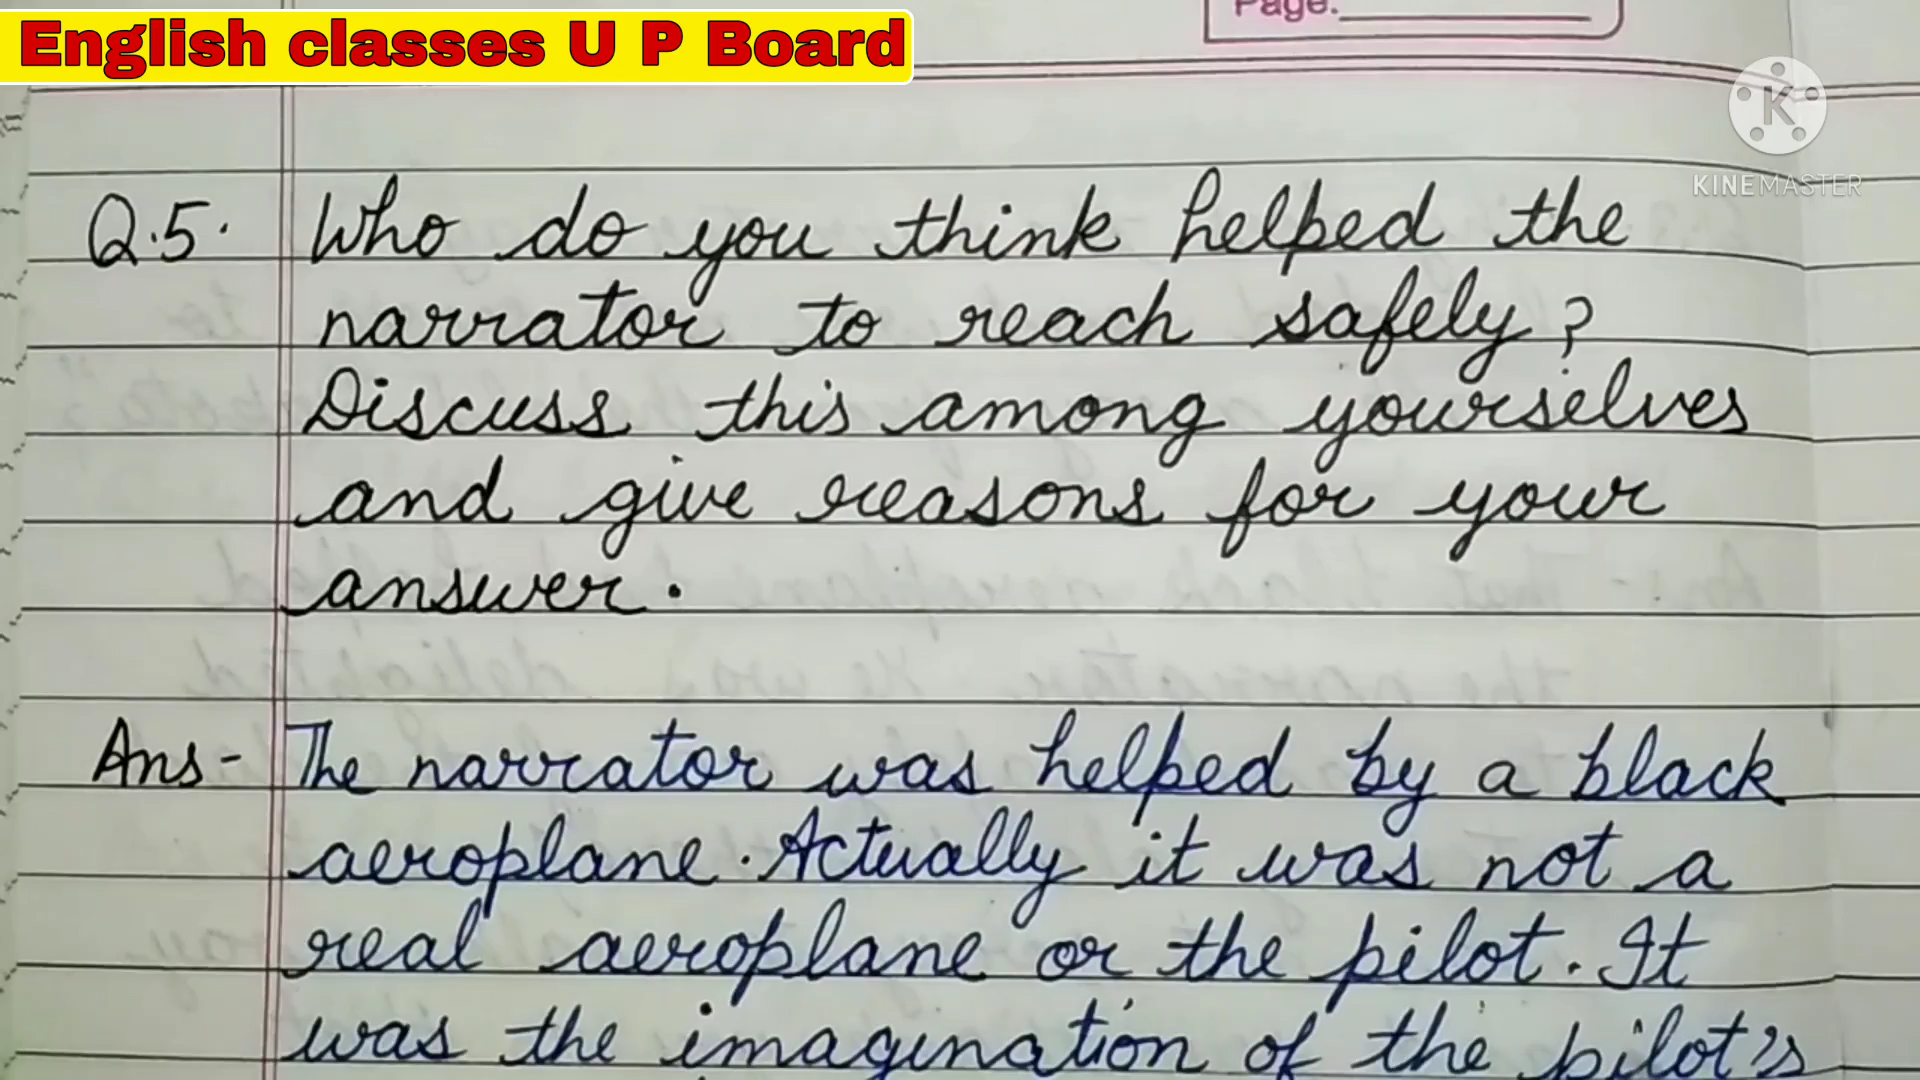 English classes U P Board
Page:
KINEMASTER
Q.5. Who do you think helped the
narrator to reach safely?
Discuss this among yourselves
and give reasons for your
answer.
Ans- The narrator was helped by a black
aeroplane. Actually it was not a
real aeroplane or the pilot. It
was the imagination of the pilot's